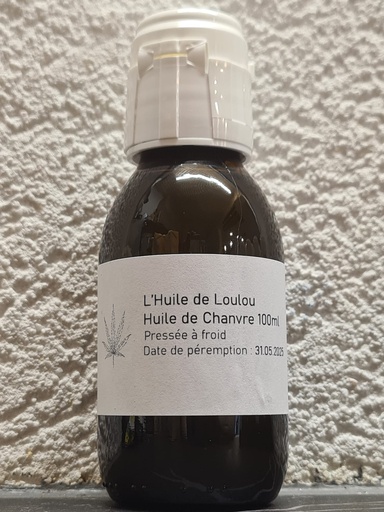 L'Huile de Loulou
Huile de Chanvre 100ml
Pressée à froid
Date de péremption : 31.05.2025